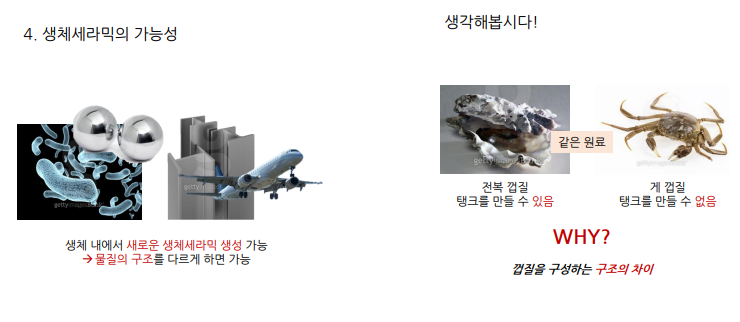 4. 생체세라믹의 가능성
생체 내에서 새로운 생체세라믹 생성 가능
→ 물질의 구조를 다르게 하면 가능
생각해봅시다!
같은 원료
전복 껍질
탱크를 만들 수 있음
게 껍질
탱크를 만들 수 없음
WHY?
껍질을 구성하는 구조의 차이